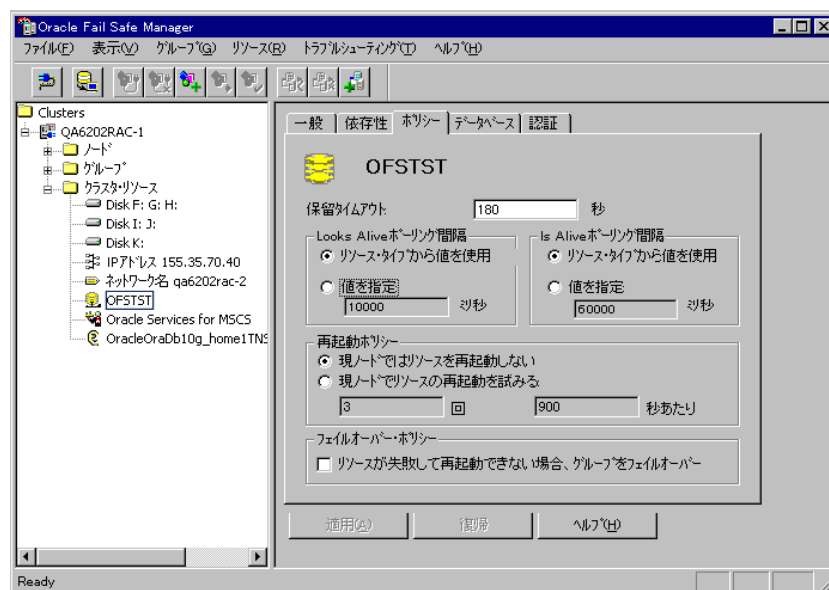 Oracle Fail Safe Manager
ファイル(F) 表示(V) グループ(G) リソース(R) トラブルシューティング(T) ヘルプ(H)
Clusters
QA6202RAC-1
ノード
グループ
クラスタ・リソース
Disk F: G: H:
Disk I: J:
Disk K:
IPアドレス 155.35.70.40
ネットワーク名 qa6202rac-2
OFSTST
Oracle Services for MSCS
OracleOraDb10g_home1TNS
一般 依存性 ポリシー データベース 認証
OFSTST
保留タイムアウト: 180 秒
Looks Aliveポーリング間隔
リソース・タイプから値を使用
値を指定:
10000 ミリ秒
Is Aliveポーリング間隔
リソース・タイプから値を使用
値を指定:
60000 ミリ秒
再起動ポリシー
現ノードではリソースを再起動しない
現ノードでリソースの再起動を試みる:
3 回 900 秒あたり
フェイルオーバー・ポリシー
リソースが失敗して再起動できない場合、グループをフェイルオーバー
適用(A) 復帰 ヘルプ(H)
Ready